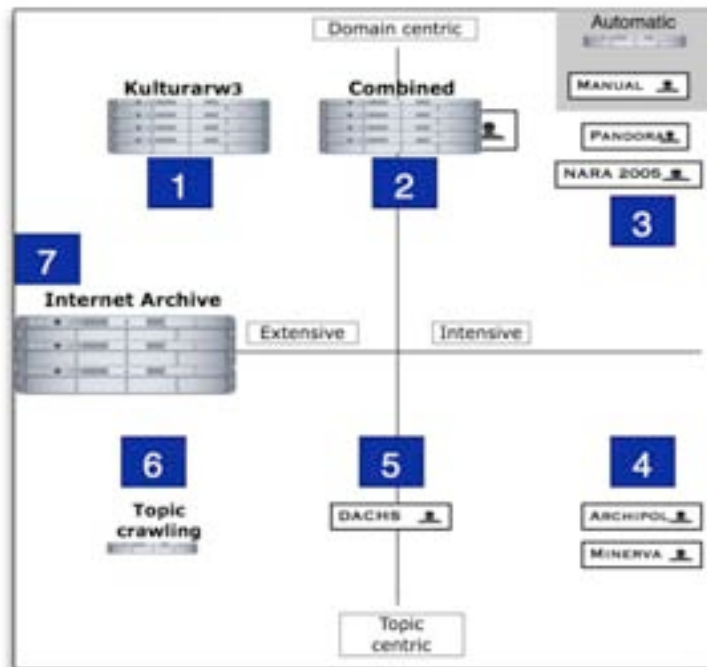 Domain centric
Automatic
MANUAL
Kulturarw3
Combined
PANDORA
NARA 2005
1
2
3
7
Internet Archive
Extensive
Intensive
6
5
4
Topic
crawling
DACHS
ARCHIPOL
MINERVA
Topic
centric